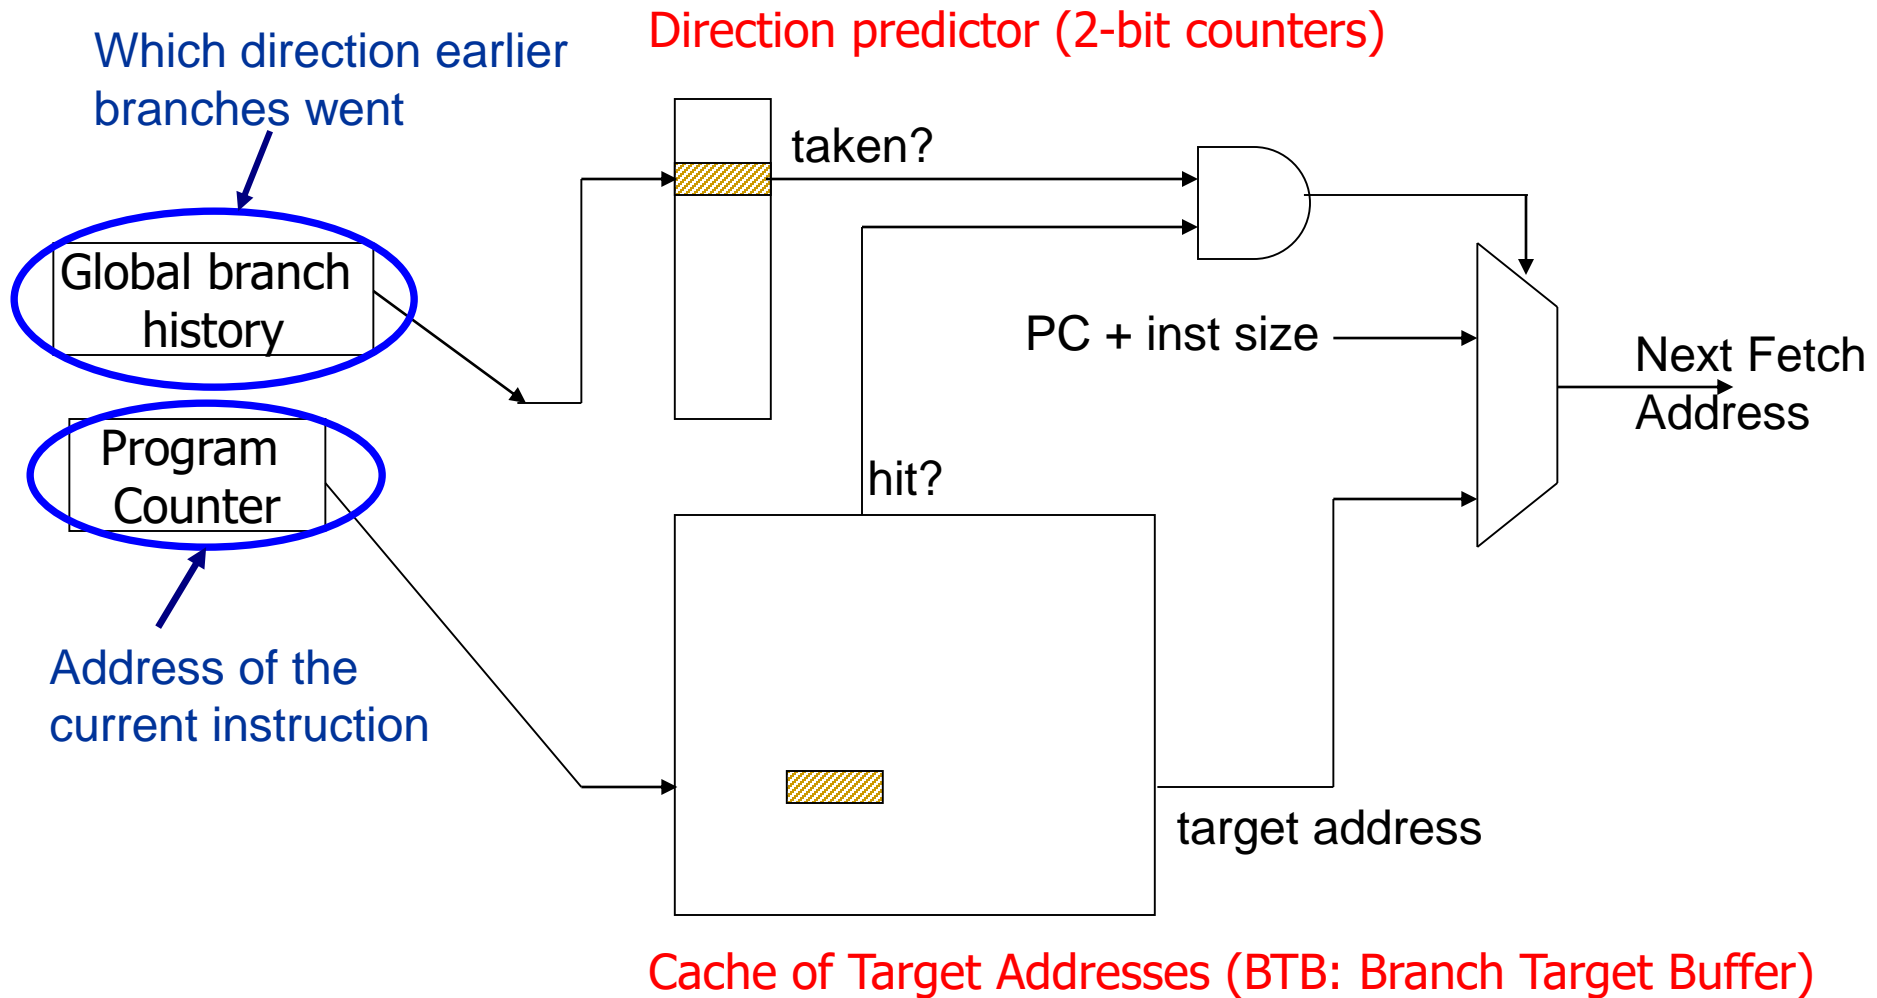 Direction predictor (2-bit counters)
Which direction earlier
branches went
taken?
Global branch
history
PC + inst size
Next Fetch
Address
Program
Counter
hit?
Address of the
current instruction
target address
Cache of Target Addresses (BTB: Branch Target Buffer)